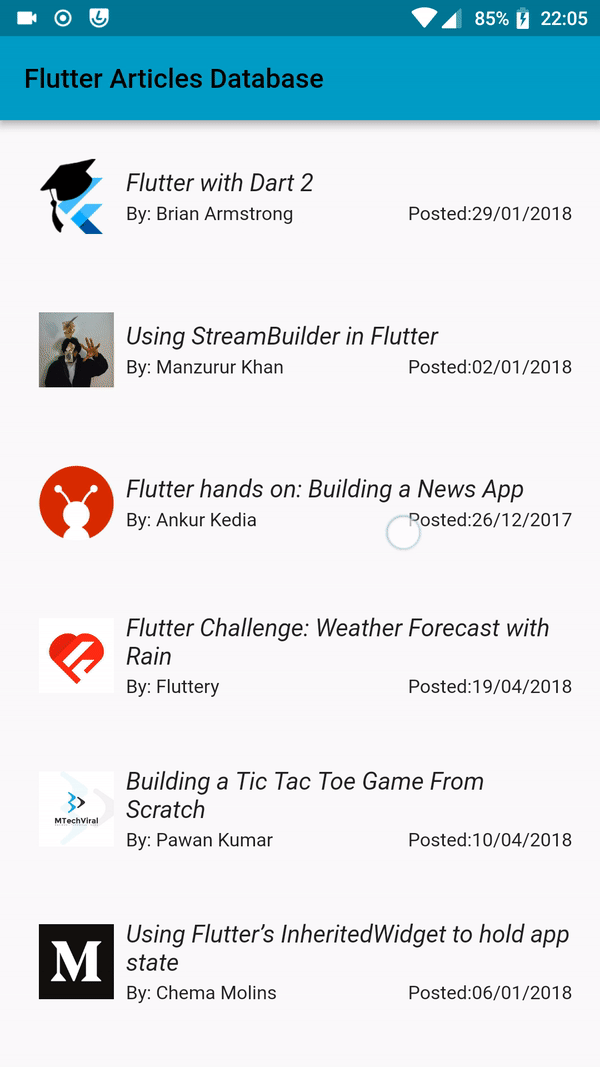 85% 22:05
Flutter Articles Database
Flutter with Dart 2
By: Brian Armstrong Posted:29/01/2018
Using StreamBuilder in Flutter
By: Manzurur Khan Posted:02/01/2018
Flutter hands on: Building a News App
By: Ankur Kedia Posted:26/12/2017
Flutter Challenge: Weather Forecast with
Rain
By: Fluttery Posted:19/04/2018
Building a Tic Tac Toe Game From
Scratch
MTechViral
By: Pawan Kumar Posted:10/04/2018
Using Flutter’s InheritedWidget to hold app
state
M
By: Chema Molins Posted:06/01/2018